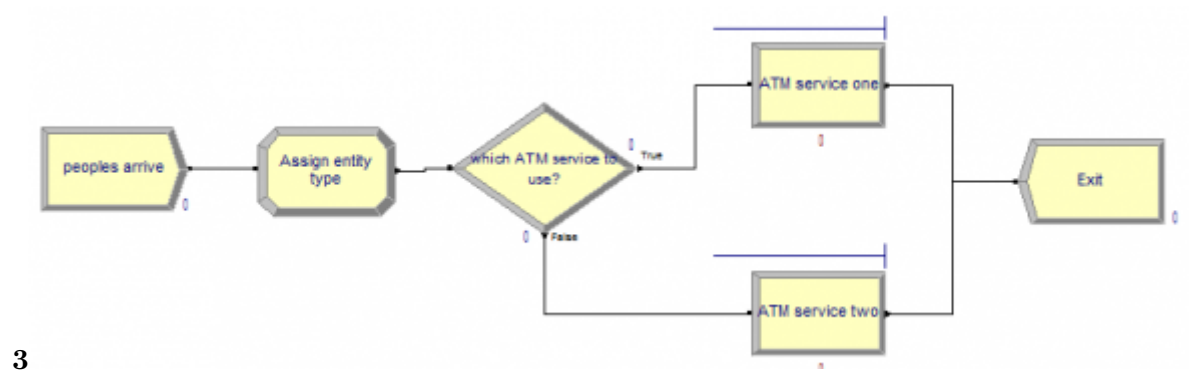 peoples arrive
0
Assign entity
type
which ATM service to
use?
0
True
0
False
ATM service one
0
ATM service two
0
Exit
0
3